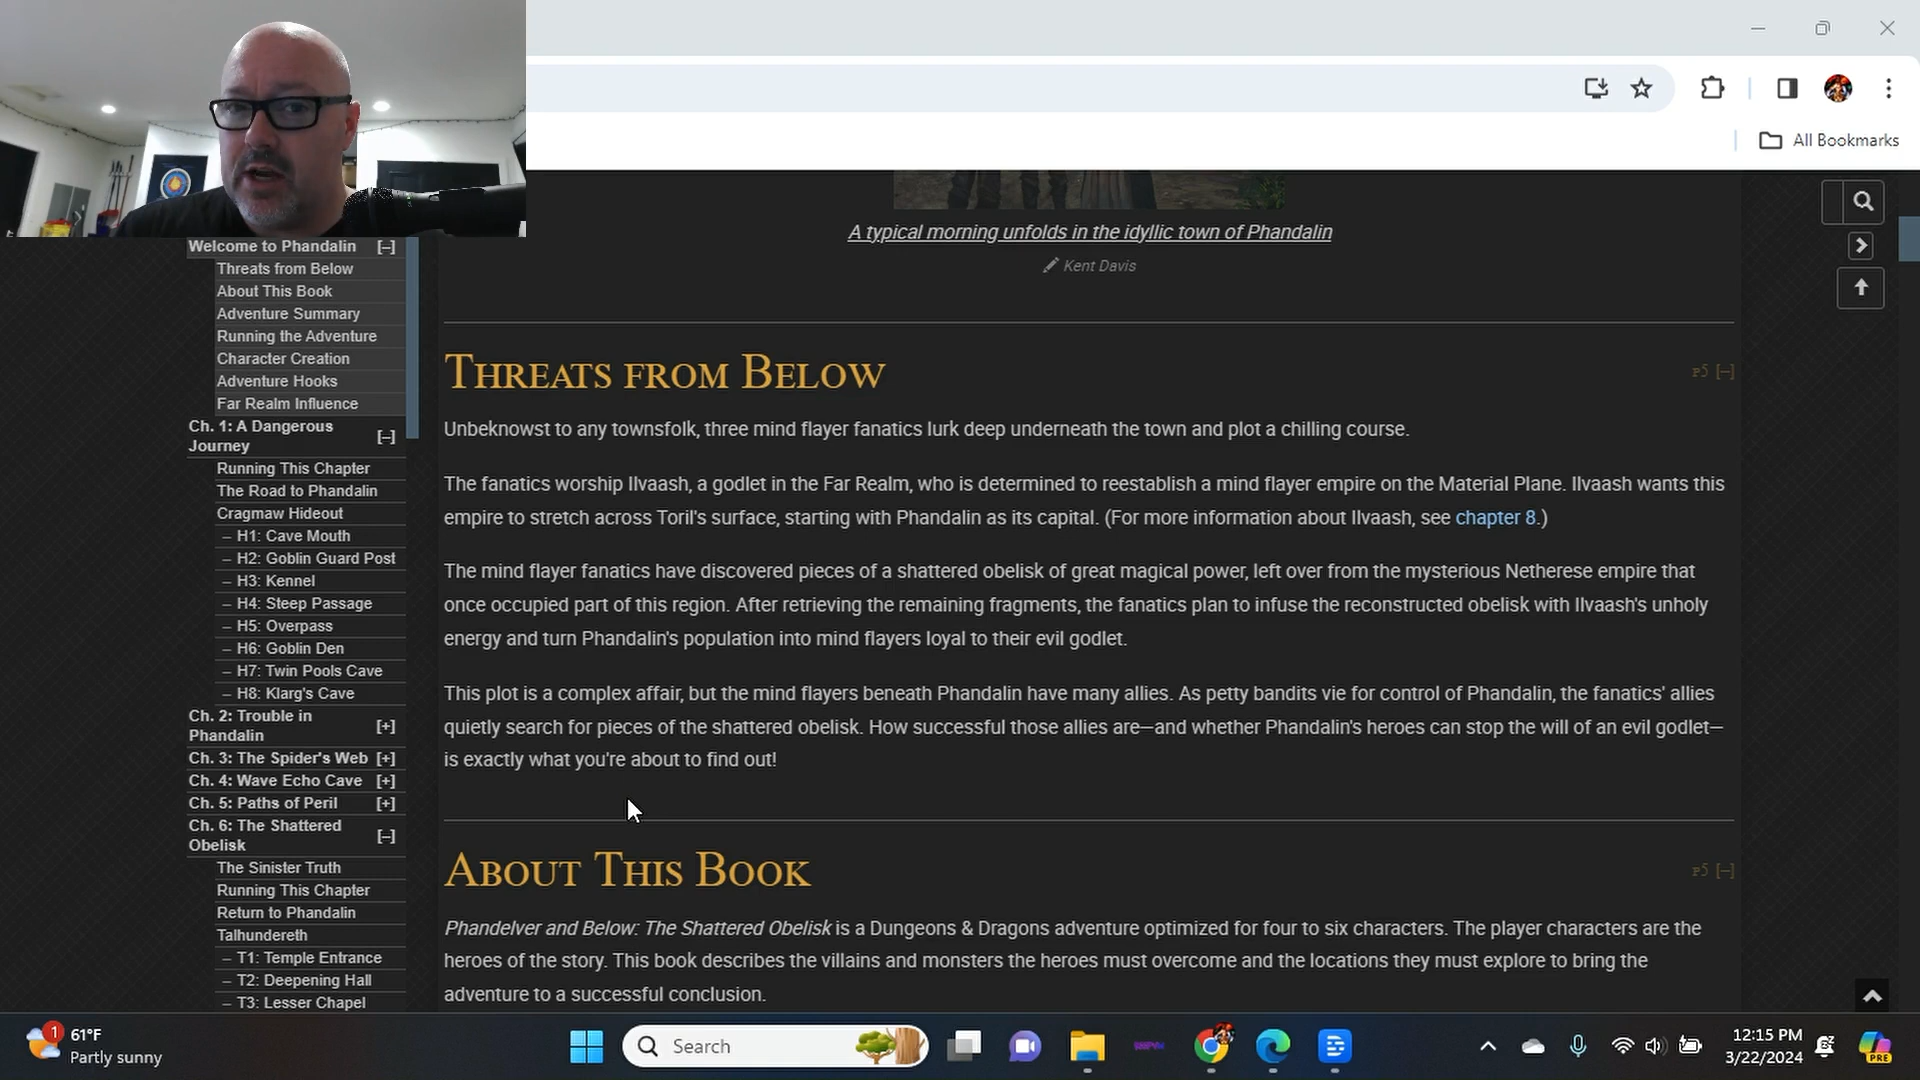 All Bookmarks
A typical morning unfolds in the idyllic town of Phandalin
Kent Davis
Welcome to Phandalin [–]
Threats from Below
About This Book
Adventure Summary
Running the Adventure
Character Creation
Adventure Hooks
Far Realm Influence
Ch. 1: A Dangerous
Journey [–]
Running This Chapter
The Road to Phandalin
Cragmaw Hideout
– H1: Cave Mouth
– H2: Goblin Guard Post
– H3: Kennel
– H4: Steep Passage
– H5: Overpass
– H6: Goblin Den
– H7: Twin Pools Cave
– H8: Klarg's Cave
Ch. 2: Trouble in
Phandalin [+]
Ch. 3: The Spider's Web [+]
Ch. 4: Wave Echo Cave [+]
Ch. 5: Paths of Peril [+]
Ch. 6: The Shattered
Obelisk [–]
The Sinister Truth
Running This Chapter
Return to Phandalin
Talhundereth
– T1: Temple Entrance
– T2: Deepening Hall
– T3: Lesser Chapel
Threats from Below p5 [–]
Unbeknowst to any townsfolk, three mind flayer fanatics lurk deep underneath the town and plot a chilling course.
The fanatics worship Ilvaash, a godlet in the Far Realm, who is determined to reestablish a mind flayer empire on the Material Plane. Ilvaash wants this
empire to stretch across Toril's surface, starting with Phandalin as its capital. (For more information about Ilvaash, see chapter 8.)
The mind flayer fanatics have discovered pieces of a shattered obelisk of great magical power, left over from the mysterious Netherese empire that
once occupied part of this region. After retrieving the remaining fragments, the fanatics plan to infuse the reconstructed obelisk with Ilvaash's unholy
energy and turn Phandalin's population into mind flayers loyal to their evil godlet.
This plot is a complex affair, but the mind flayers beneath Phandalin have many allies. As petty bandits vie for control of Phandalin, the fanatics' allies
quietly search for pieces of the shattered obelisk. How successful those allies are—and whether Phandalin's heroes can stop the will of an evil godlet—
is exactly what you're about to find out!
About This Book p5 [–]
Phandelver and Below: The Shattered Obelisk is a Dungeons & Dragons adventure optimized for four to six characters. The player characters are the
heroes of the story. This book describes the villains and monsters the heroes must overcome and the locations they must explore to bring the
adventure to a successful conclusion.
1
61°F
Partly sunny
Search
12:15 PM
3/22/2024
PRE